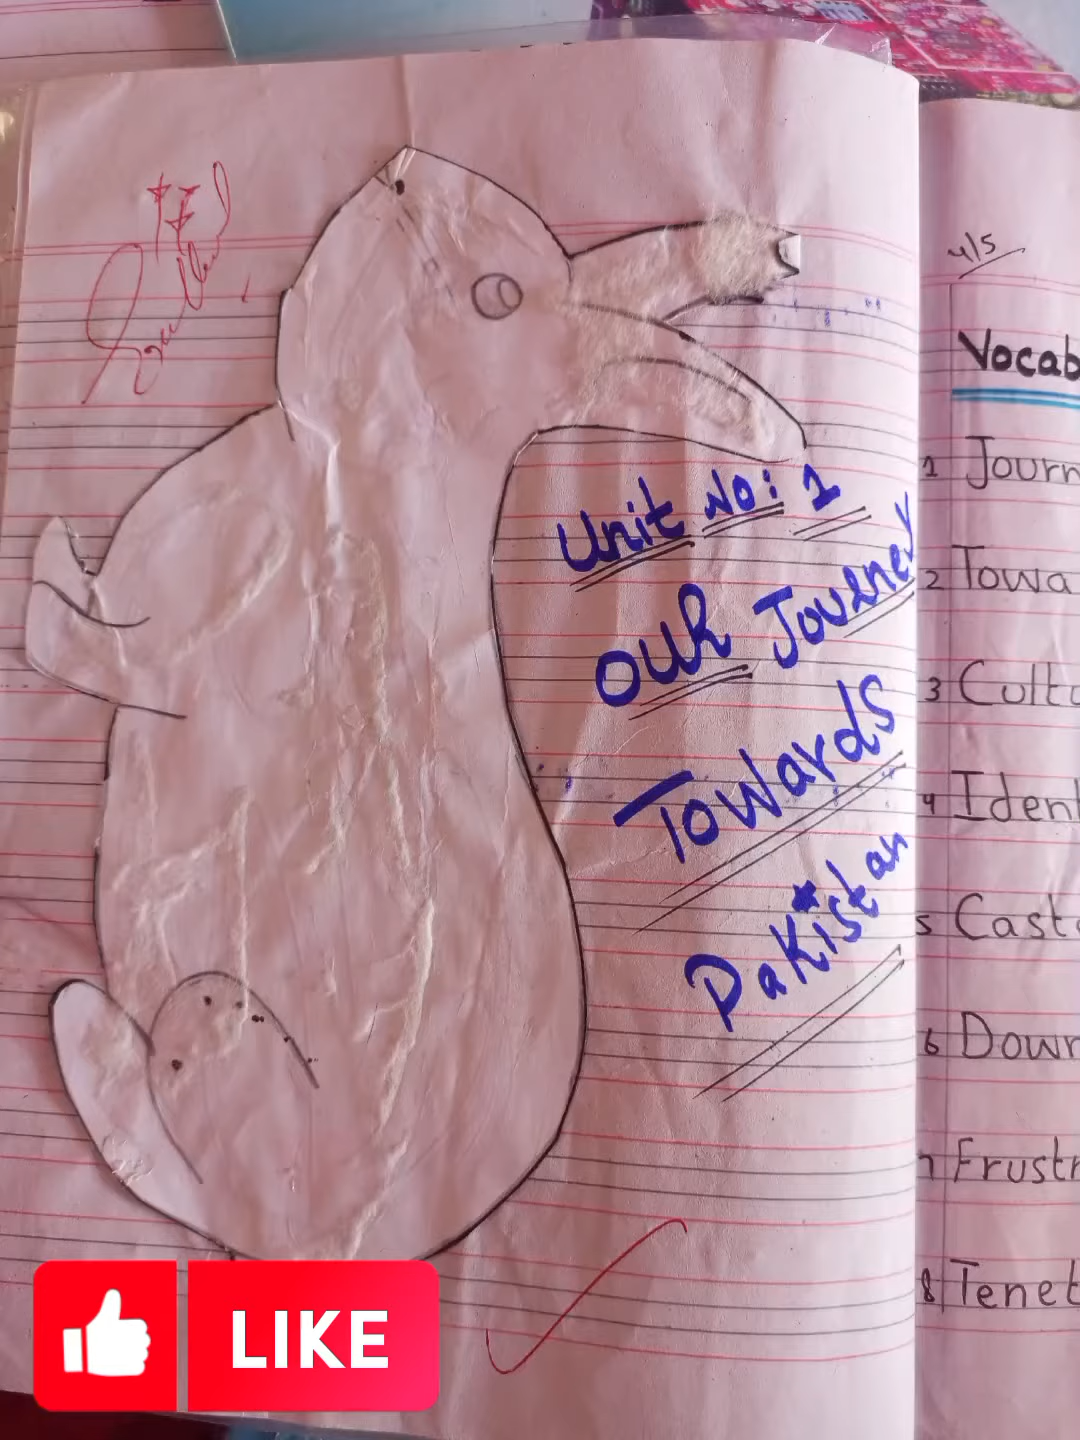 Unit No: 1
Our Journey
Towards
Pakistan
4/5
Vocab
1 Journ
2 Towa
3 Cultu
4 Ident
5 Cast
6 Down
7 Frustr
8 Tenet
LIKE